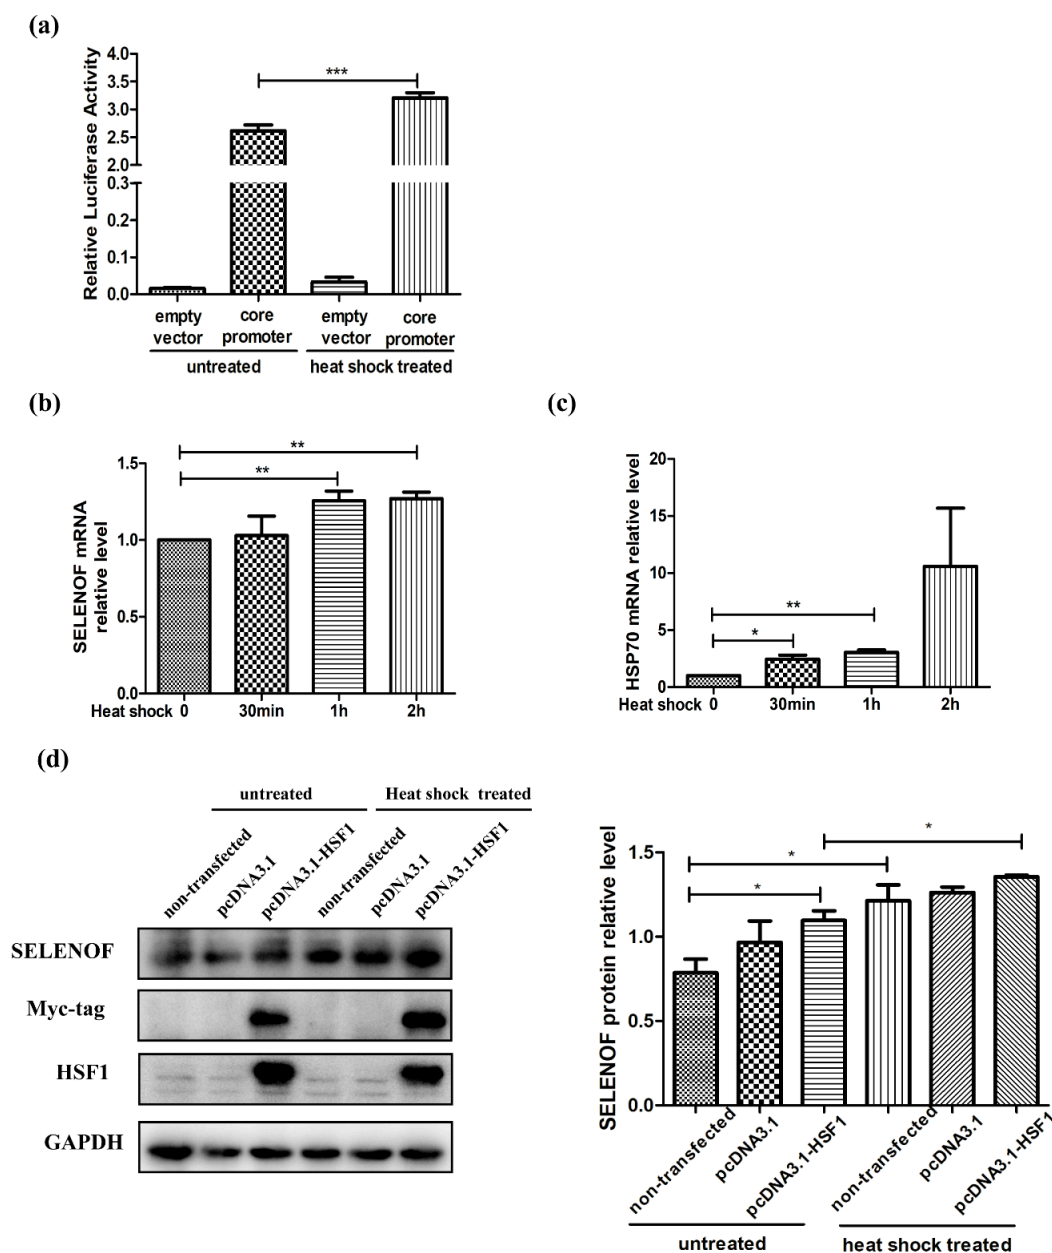 (a)
Relative Luciferase Activity
4.0
3.5
3.0
2.5
2.0
0.3
0.2
0.1
0.0
***
empty vector
core promoter
empty vector
core promoter
untreated
heat shock treated
(b)
SELENOF mRNA
relative level
1.5
1.0
0.5
0.0
**
**
Heat shock 0 30min 1h 2h
(c)
HSP70 mRNA relative level
20
15
10
5
0
**
*
Heat shock 0 30min 1h 2h
(d)
untreated
Heat shock treated
non-transfected
pcDNA3.1
pcDNA3.1-HSF1
non-transfected
pcDNA3.1
pcDNA3.1-HSF1
SELENOF
Myc-tag
HSF1
GAPDH
SELENOF protein relative level
1.5
1.0
0.5
0.0
*
*
*
non-transfected
pcDNA3.1
pcDNA3.1-HSF1
non-transfected
pcDNA3.1
pcDNA3.1-HSF1
untreated
heat shock treated